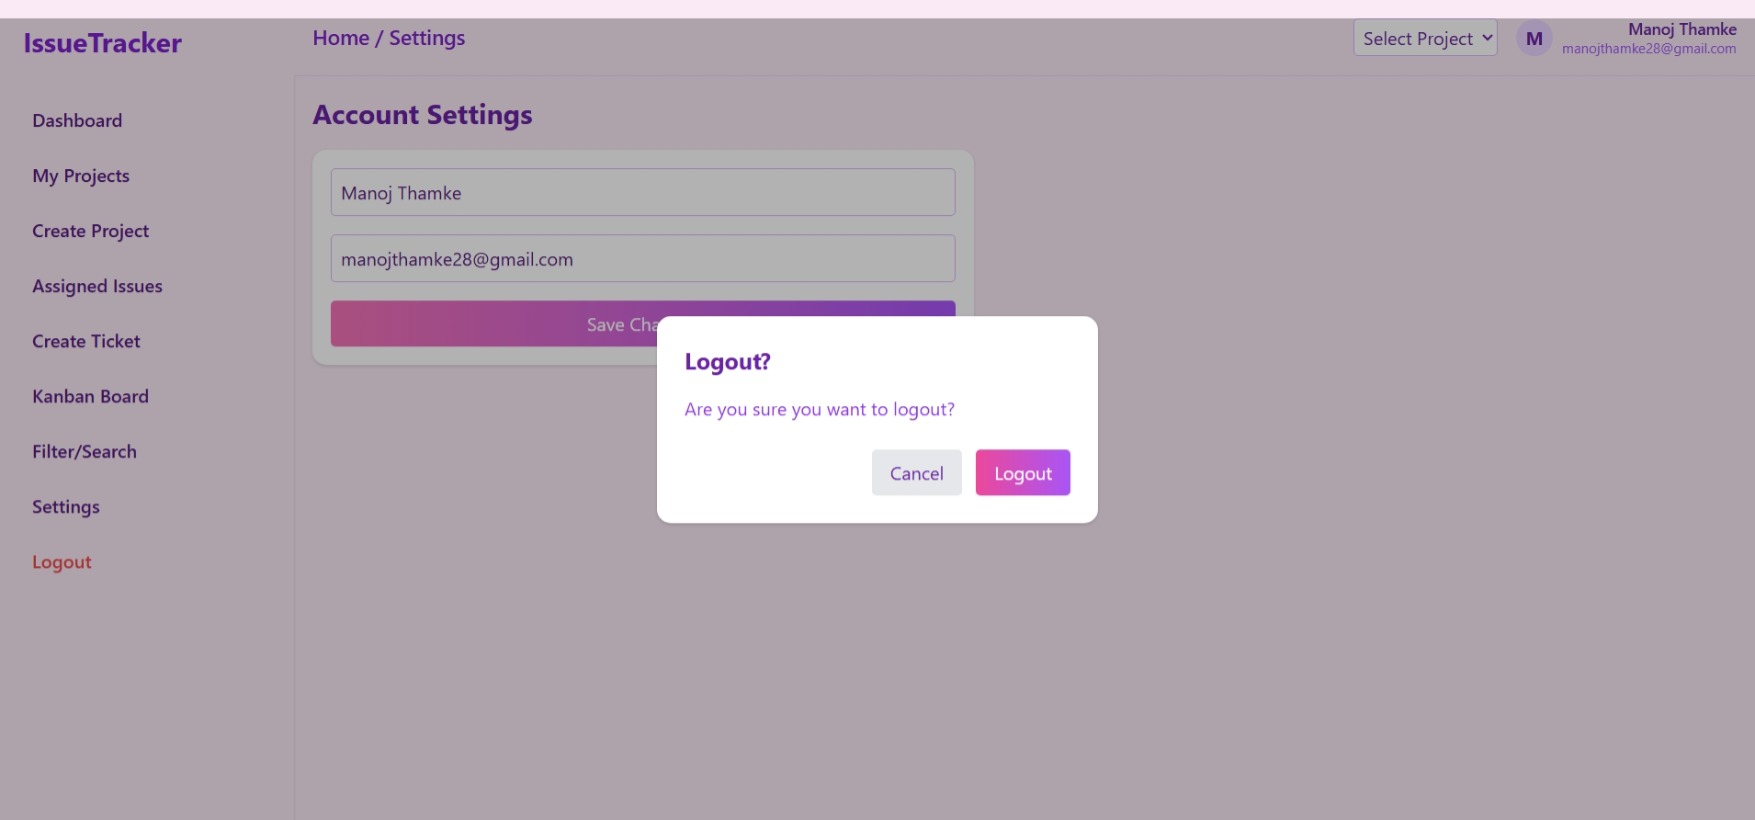 IssueTracker
Home / Settings
Select Project
M
Manoj Thamke
manojthamke28@gmail.com
Dashboard
My Projects
Create Project
Assigned Issues
Create Ticket
Kanban Board
Filter/Search
Settings
Logout
Account Settings
Manoj Thamke
manojthamke28@gmail.com
Save Cha
Logout?
Are you sure you want to logout?
Cancel
Logout